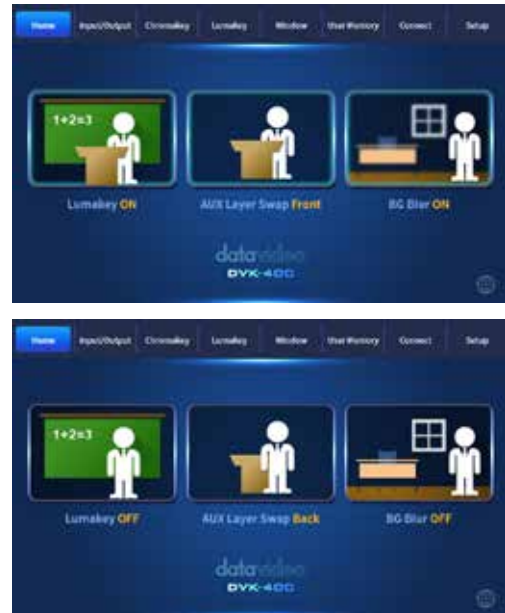 Home Input/Output Chromakey Lumakey Window User Memory Connect Setup
1+2=3
Lumakey ON AUX Layer Swap Front BG Blur ON
datavideo
DVK-400
Home Input/Output Chromakey Lumakey Window User Memory Connect Setup
1+2=3
Lumakey OFF AUX Layer Swap Back BG Blur OFF
datavideo
DVK-400